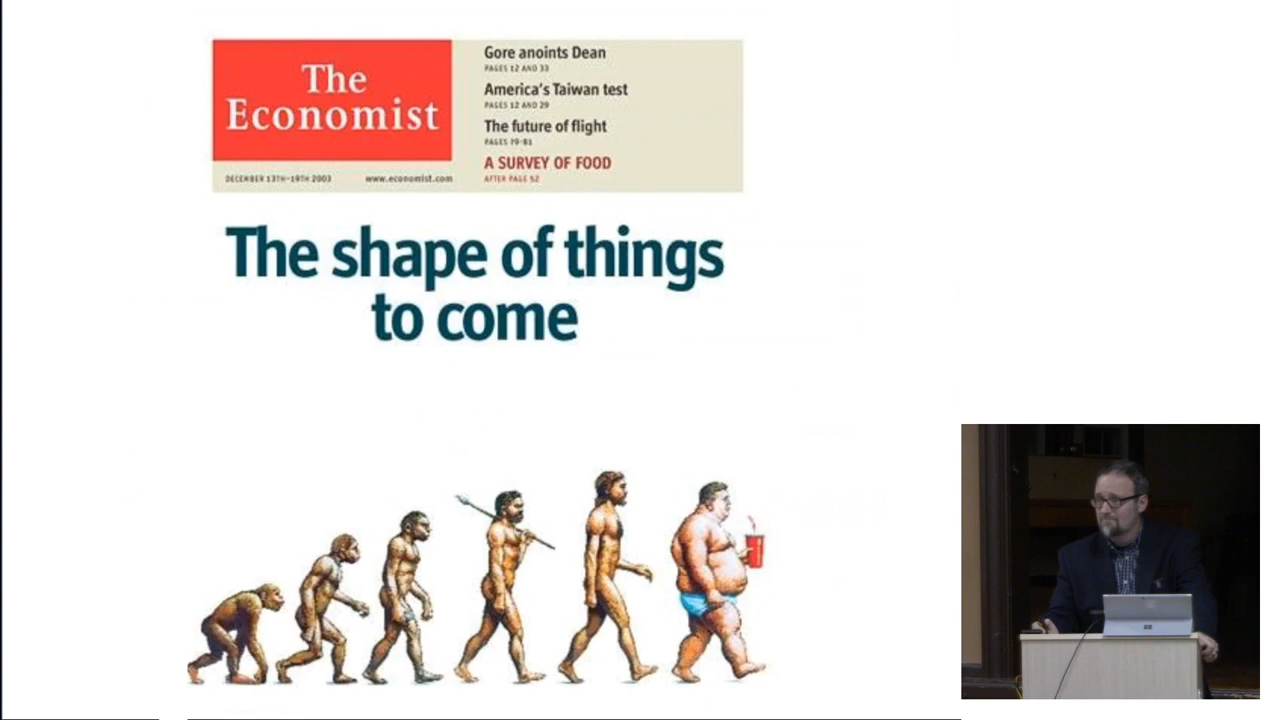 The
Economist
DECEMBER 13TH–19TH 2003 www.economist.com
Gore anoints Dean
PAGES 12 AND 33
America's Taiwan test
PAGES 12 AND 29
The future of flight
PAGES 79-81
A SURVEY OF FOOD
AFTER PAGE 52
The shape of things
to come